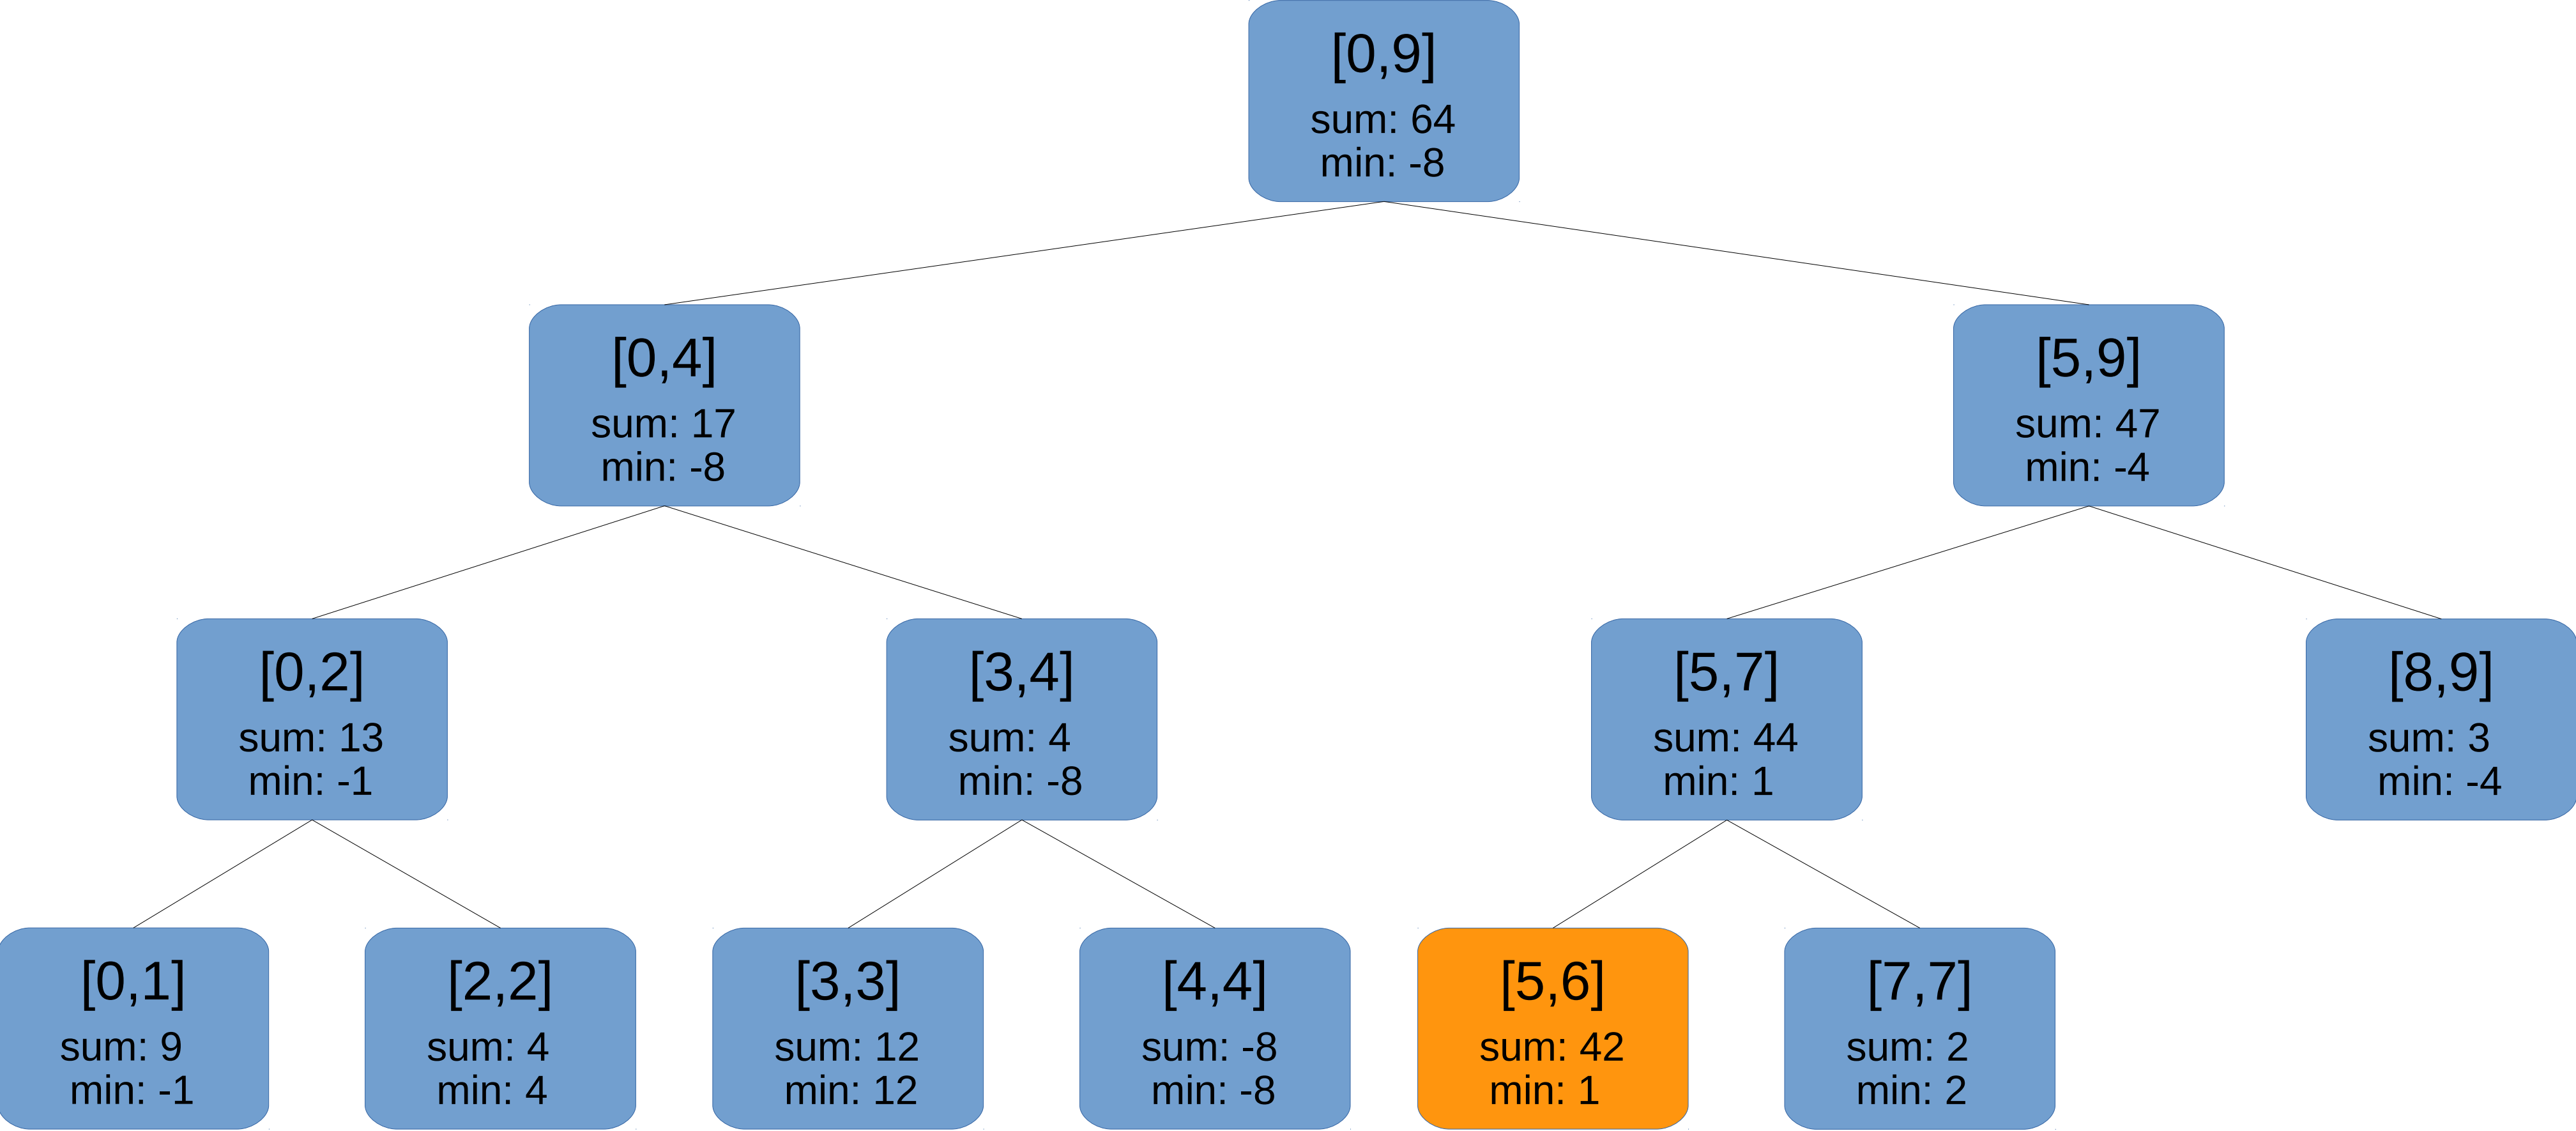 [0,9]
sum: 64
min: -8
[0,4]
sum: 17
min: -8
[5,9]
sum: 47
min: -4
[0,2]
sum: 13
min: -1
[3,4]
sum: 4
min: -8
[5,7]
sum: 44
min: 1
[8,9]
sum: 3
min: -4
[0,1]
sum: 9
min: -1
[2,2]
sum: 4
min: 4
[3,3]
sum: 12
min: 12
[4,4]
sum: -8
min: -8
[5,6]
sum: 42
min: 1
[7,7]
sum: 2
min: 2